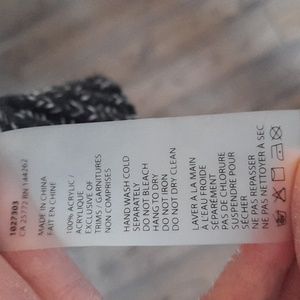 1027303
CA 25772 RN 144262
MADE IN CHINA
FAIT EN CHINE
100% ACRYLIC /
ACRYLIQUE
EXCLUSIVE OF
TRIMS / GARNITURES
NON COMPRISES
HAND WASH COLD
SEPARATELY
DO NOT BLEACH
HANG TO DRY
DO NOT IRON
DO NOT DRY CLEAN
LAVER A LA MAIN
A L'EAU FROIDE
SÉPARÉMENT
PAS DE CHLORURE
SUSPENDRE POUR
SÉCHER
NE PAS REPASSER
NE PAS NETTOYER À SEC